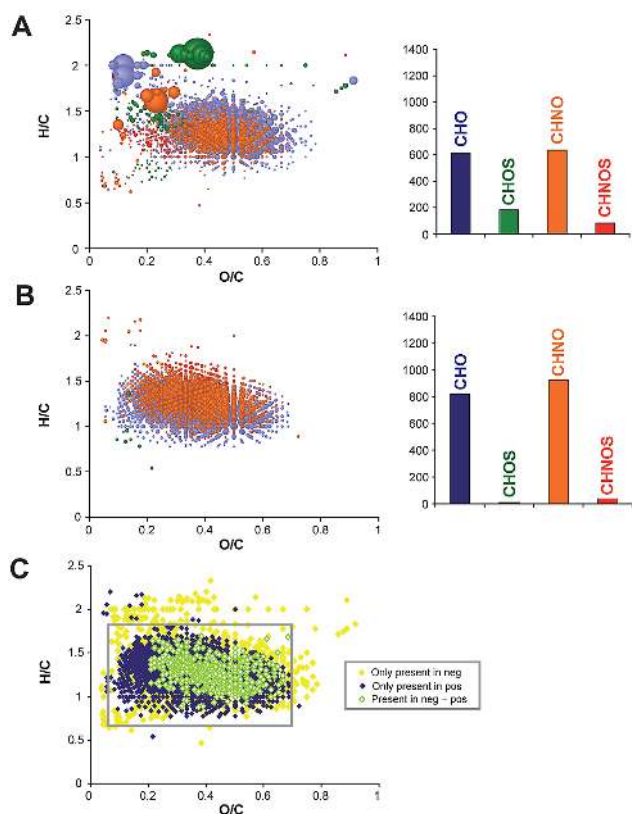 A
2.5
2
1.5
1
0.5
0
0 0.2 0.4 0.6 0.8 1
H/C
O/C
1400
1200
1000
800
600
400
200
0
CHO
CHOS
CHNO
CHNOS
B
2.5
2
1.5
1
0.5
0
0 0.2 0.4 0.6 0.8 1
H/C
O/C
1400
1200
1000
800
600
400
200
0
CHO
CHOS
CHNO
CHNOS
C
2.5
2
1.5
1
0.5
0
0 0.2 0.4 0.6 0.8 1
H/C
O/C
Only present in neg
Only present in pos
Present in neg – pos